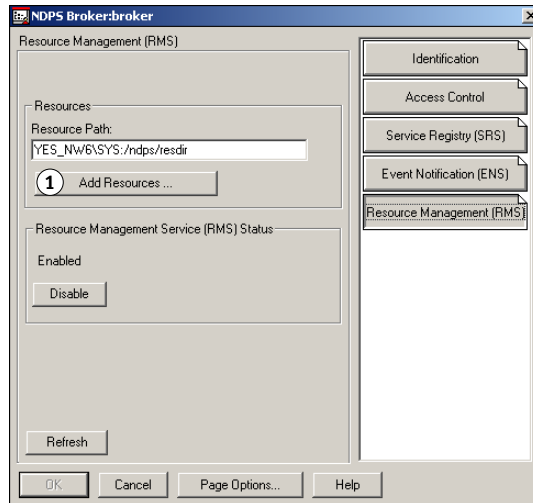 NDPS Broker:broker
Resource Management (RMS)
Resources
Resource Path:
YES_NW6\SYS:/ndps/resdir
1 Add Resources ...
Resource Management Service (RMS) Status
Enabled
Disable
Refresh
Identification
Access Control
Service Registry (SRS)
Event Notification (ENS)
Resource Management (RMS)
OK Cancel Page Options... Help